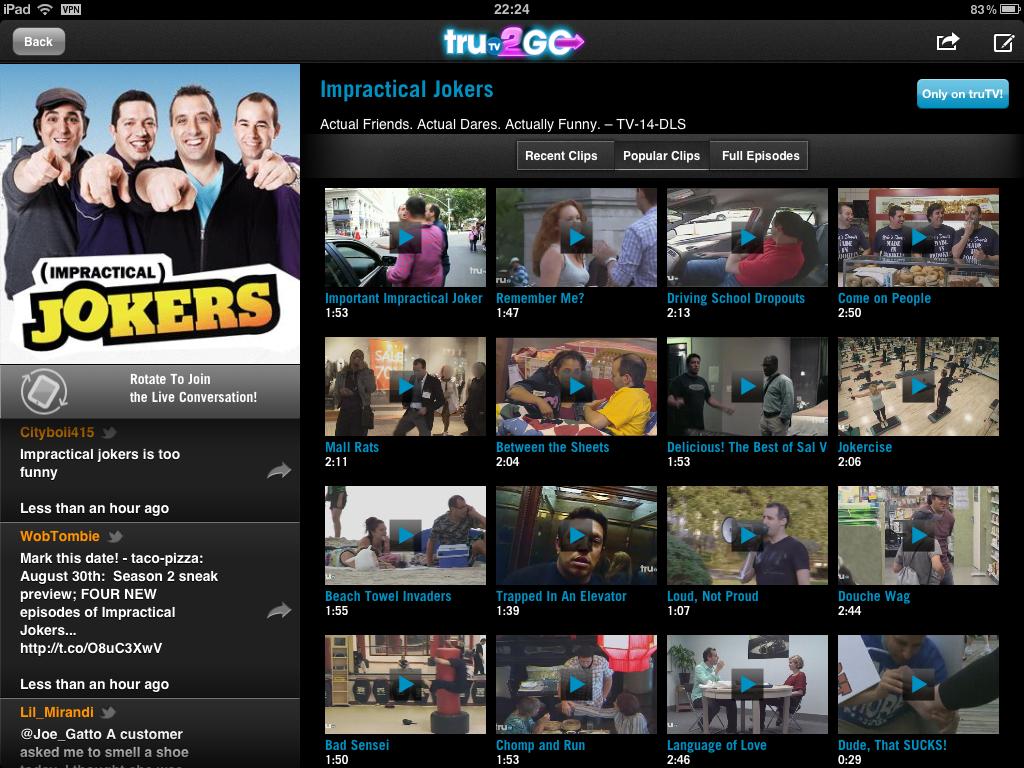 iPad VPN 22:24 83%
Back
truTV2GO
Impractical Jokers
Only on truTV!
Actual Friends. Actual Dares. Actually Funny. – TV-14-DLS
Recent Clips Popular Clips Full Episodes
(IMPRACTICAL)
JOKERS
Rotate To Join
the Live Conversation!
Cityboii415
Impractical jokers is too
funny
Less than an hour ago
WobTombie
Mark this date! - taco-pizza:
August 30th: Season 2 sneak
preview; FOUR NEW
episodes of Impractical
Jokers...
http://t.co/O8uC3XwV
Less than an hour ago
Lil_Mirandi
@Joe_Gatto A customer
asked me to smell a shoe
today. I thought she was
Important Impractical Joker
1:53
Remember Me?
1:47
Driving School Dropouts
2:13
Come on People
2:50
Mall Rats
2:11
Between the Sheets
2:04
Delicious! The Best of Sal V
1:53
Jokercise
2:06
Beach Towel Invaders
1:55
Trapped In An Elevator
1:39
Loud, Not Proud
1:07
Douche Wag
2:44
Bad Sensei
1:50
Chomp and Run
1:53
Language of Love
2:46
Dude, That SUCKS!
0:29